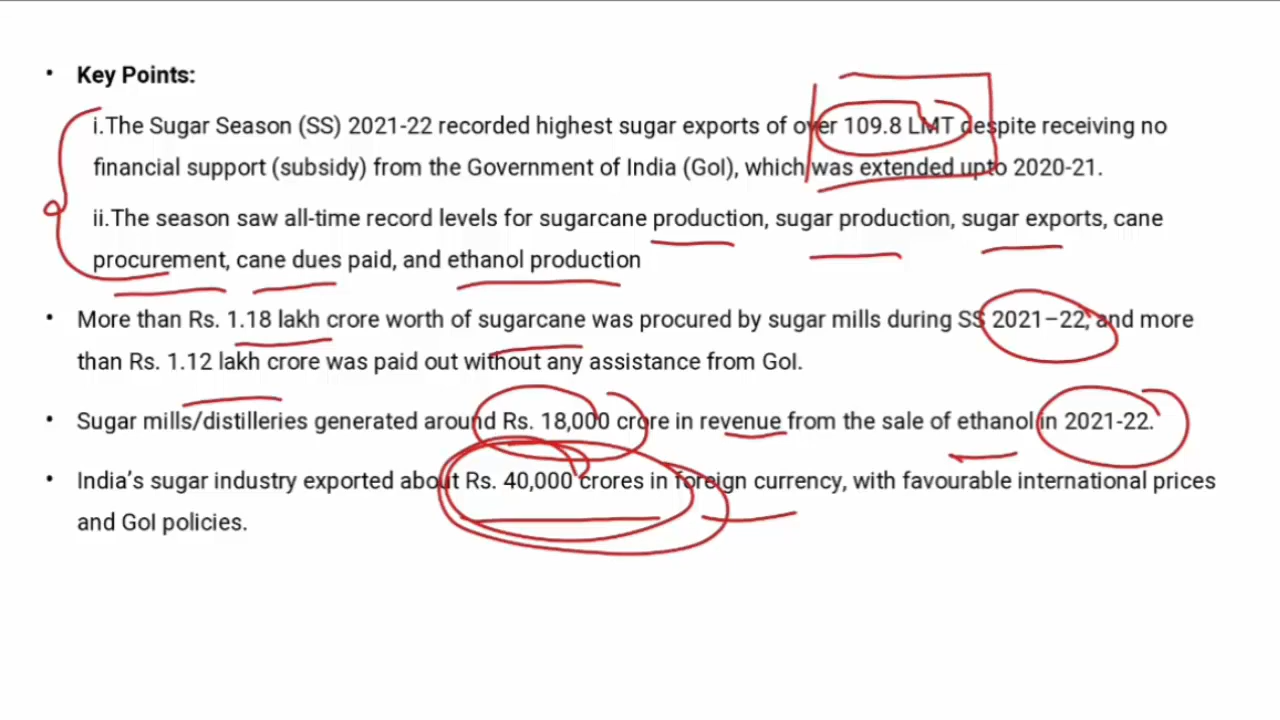 • Key Points:
i.The Sugar Season (SS) 2021-22 recorded highest sugar exports of over 109.8 LMT despite receiving no
financial support (subsidy) from the Government of India (GoI), which was extended upto 2020-21.
ii.The season saw all-time record levels for sugarcane production, sugar production, sugar exports, cane
procurement, cane dues paid, and ethanol production
• More than Rs. 1.18 lakh crore worth of sugarcane was procured by sugar mills during SS 2021–22, and more
than Rs. 1.12 lakh crore was paid out without any assistance from GoI.
• Sugar mills/distilleries generated around Rs. 18,000 crore in revenue from the sale of ethanol in 2021-22.
• India’s sugar industry exported about Rs. 40,000 crores in foreign currency, with favourable international prices
and GoI policies.